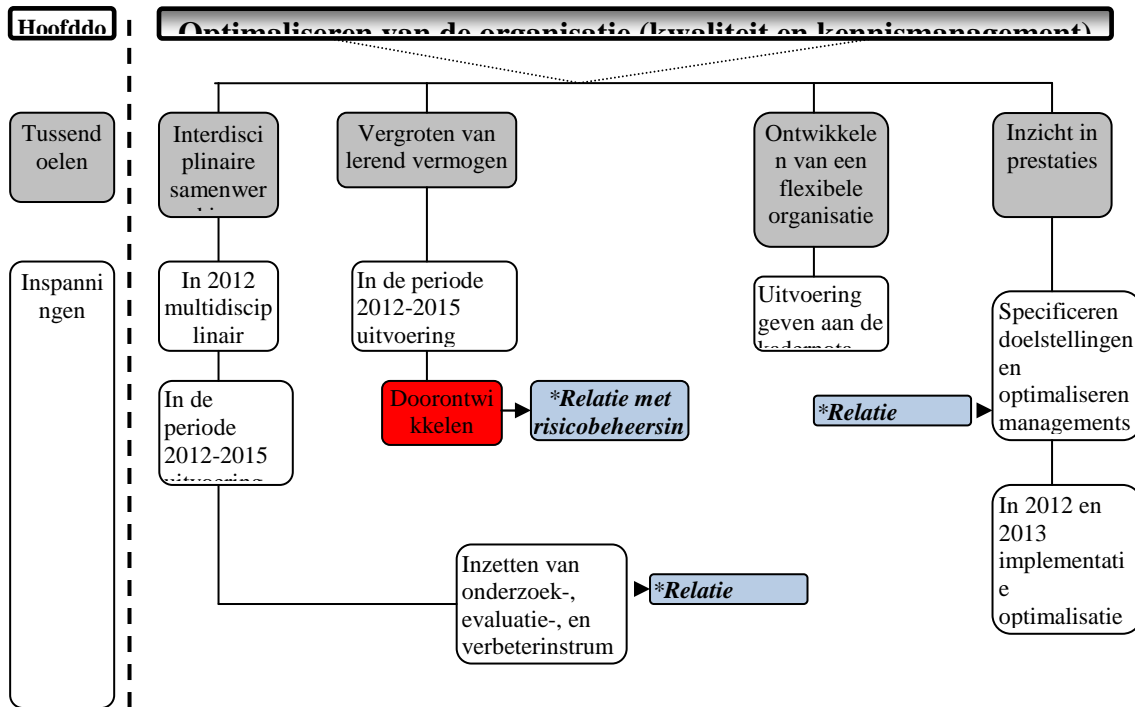 Hoofddo
Optimaliseren van de organisatie (kwaliteit en kennismanagement)
Tussend
oelen
Interdisci
plinaire
samenwer
Vergroten van
lerend vermogen
Ontwikkele
n van een
flexibele
organisatie
Inzicht in
prestaties
Inspanni
ngen
In 2012
multidiscip
linair
In de periode
2012-2015
uitvoering
Uitvoering
geven aan de
kadernota
Specificeren
doelstellingen
en
optimaliseren
managements
In de
periode
2012-2015
uitvoering
Doorontwi
kkelen
*Relatie met
risicobeheersin
*Relatie
In 2012 en
2013
implementati
e
optimalisatie
Inzetten van
onderzoek-,
evaluatie-, en
verbeterinstrum
*Relatie